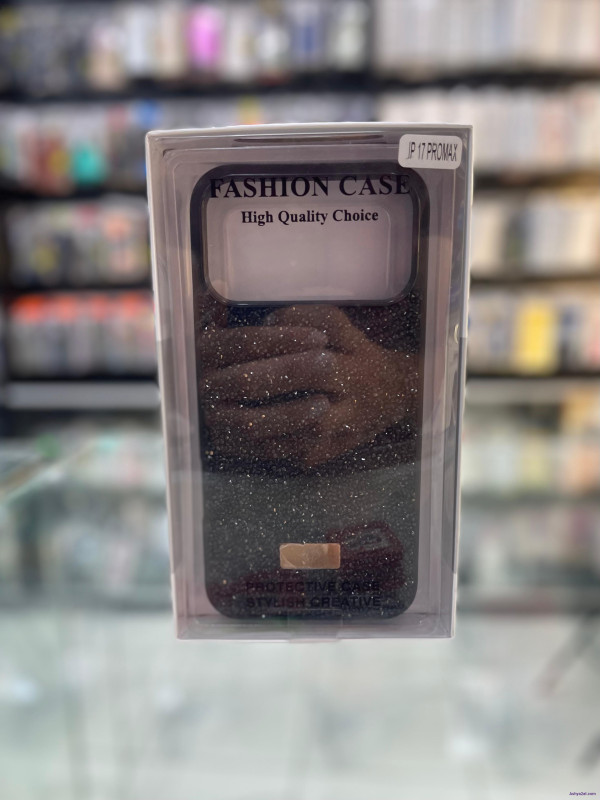 IP 17 PROMAX
FASHION CASE
High Quality Choice
PROTECTIVE CASE
STYLISH CREATIVE